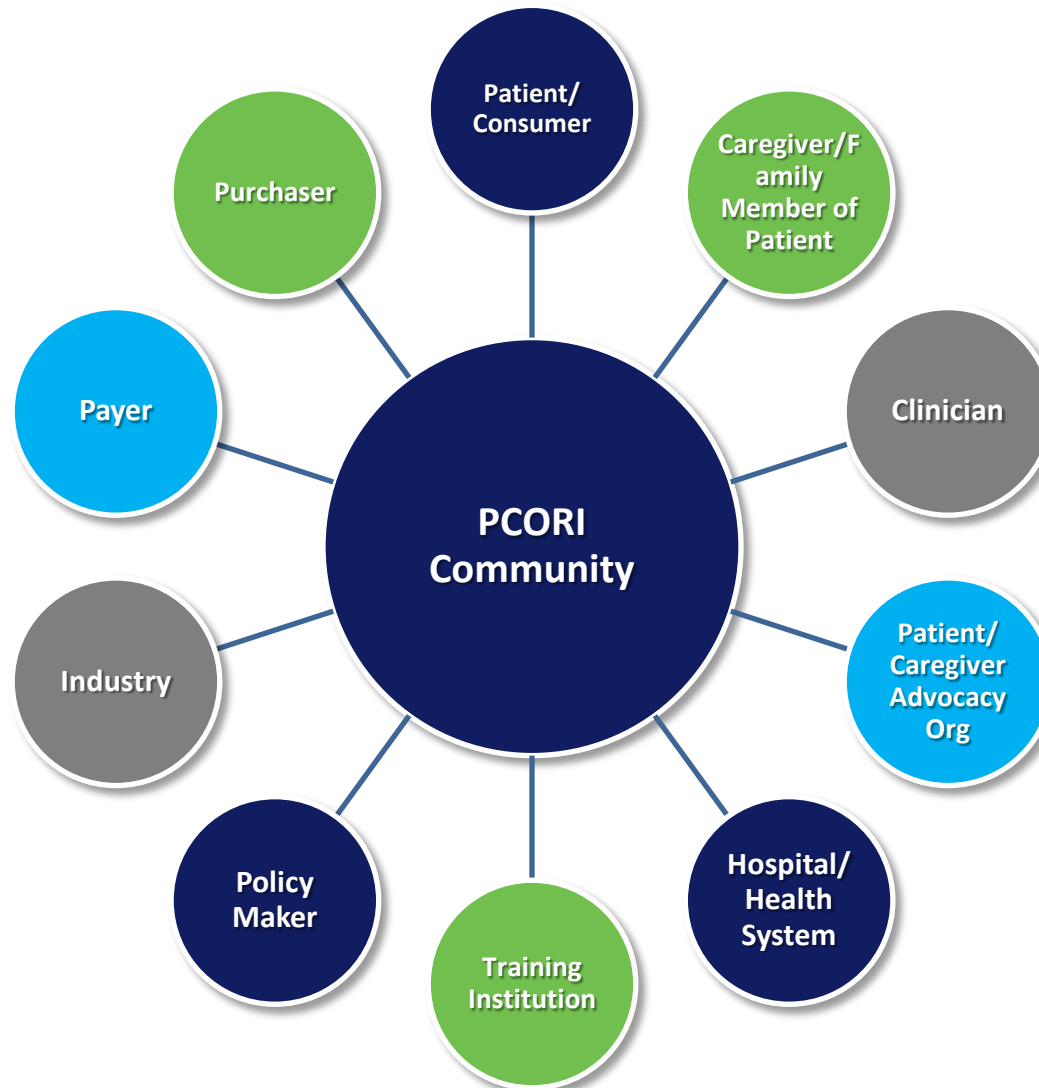 Patient/
Consumer
Caregiver/F
amily
Member of
Patient
Clinician
Patient/
Caregiver
Advocacy
Org
Hospital/
Health
System
Training
Institution
Policy
Maker
Industry
Payer
Purchaser
PCORI
Community